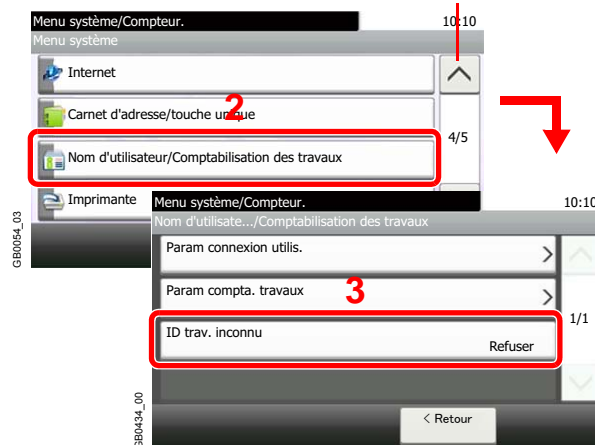 Menu système/Compteur.
10:10
Menu système
Internet
Carnet d'adresse/touche unique
2
4/5
Nom d'utilisateur/Comptabilisation des travaux
Imprimante
GB0054_03
Menu système/Compteur.
10:10
Nom d'utilisate.../Comptabilisation des travaux
Param connexion utilis.
Param compta. travaux
3
1/1
ID trav. inconnu
Refuser
< Retour
GB0434_00